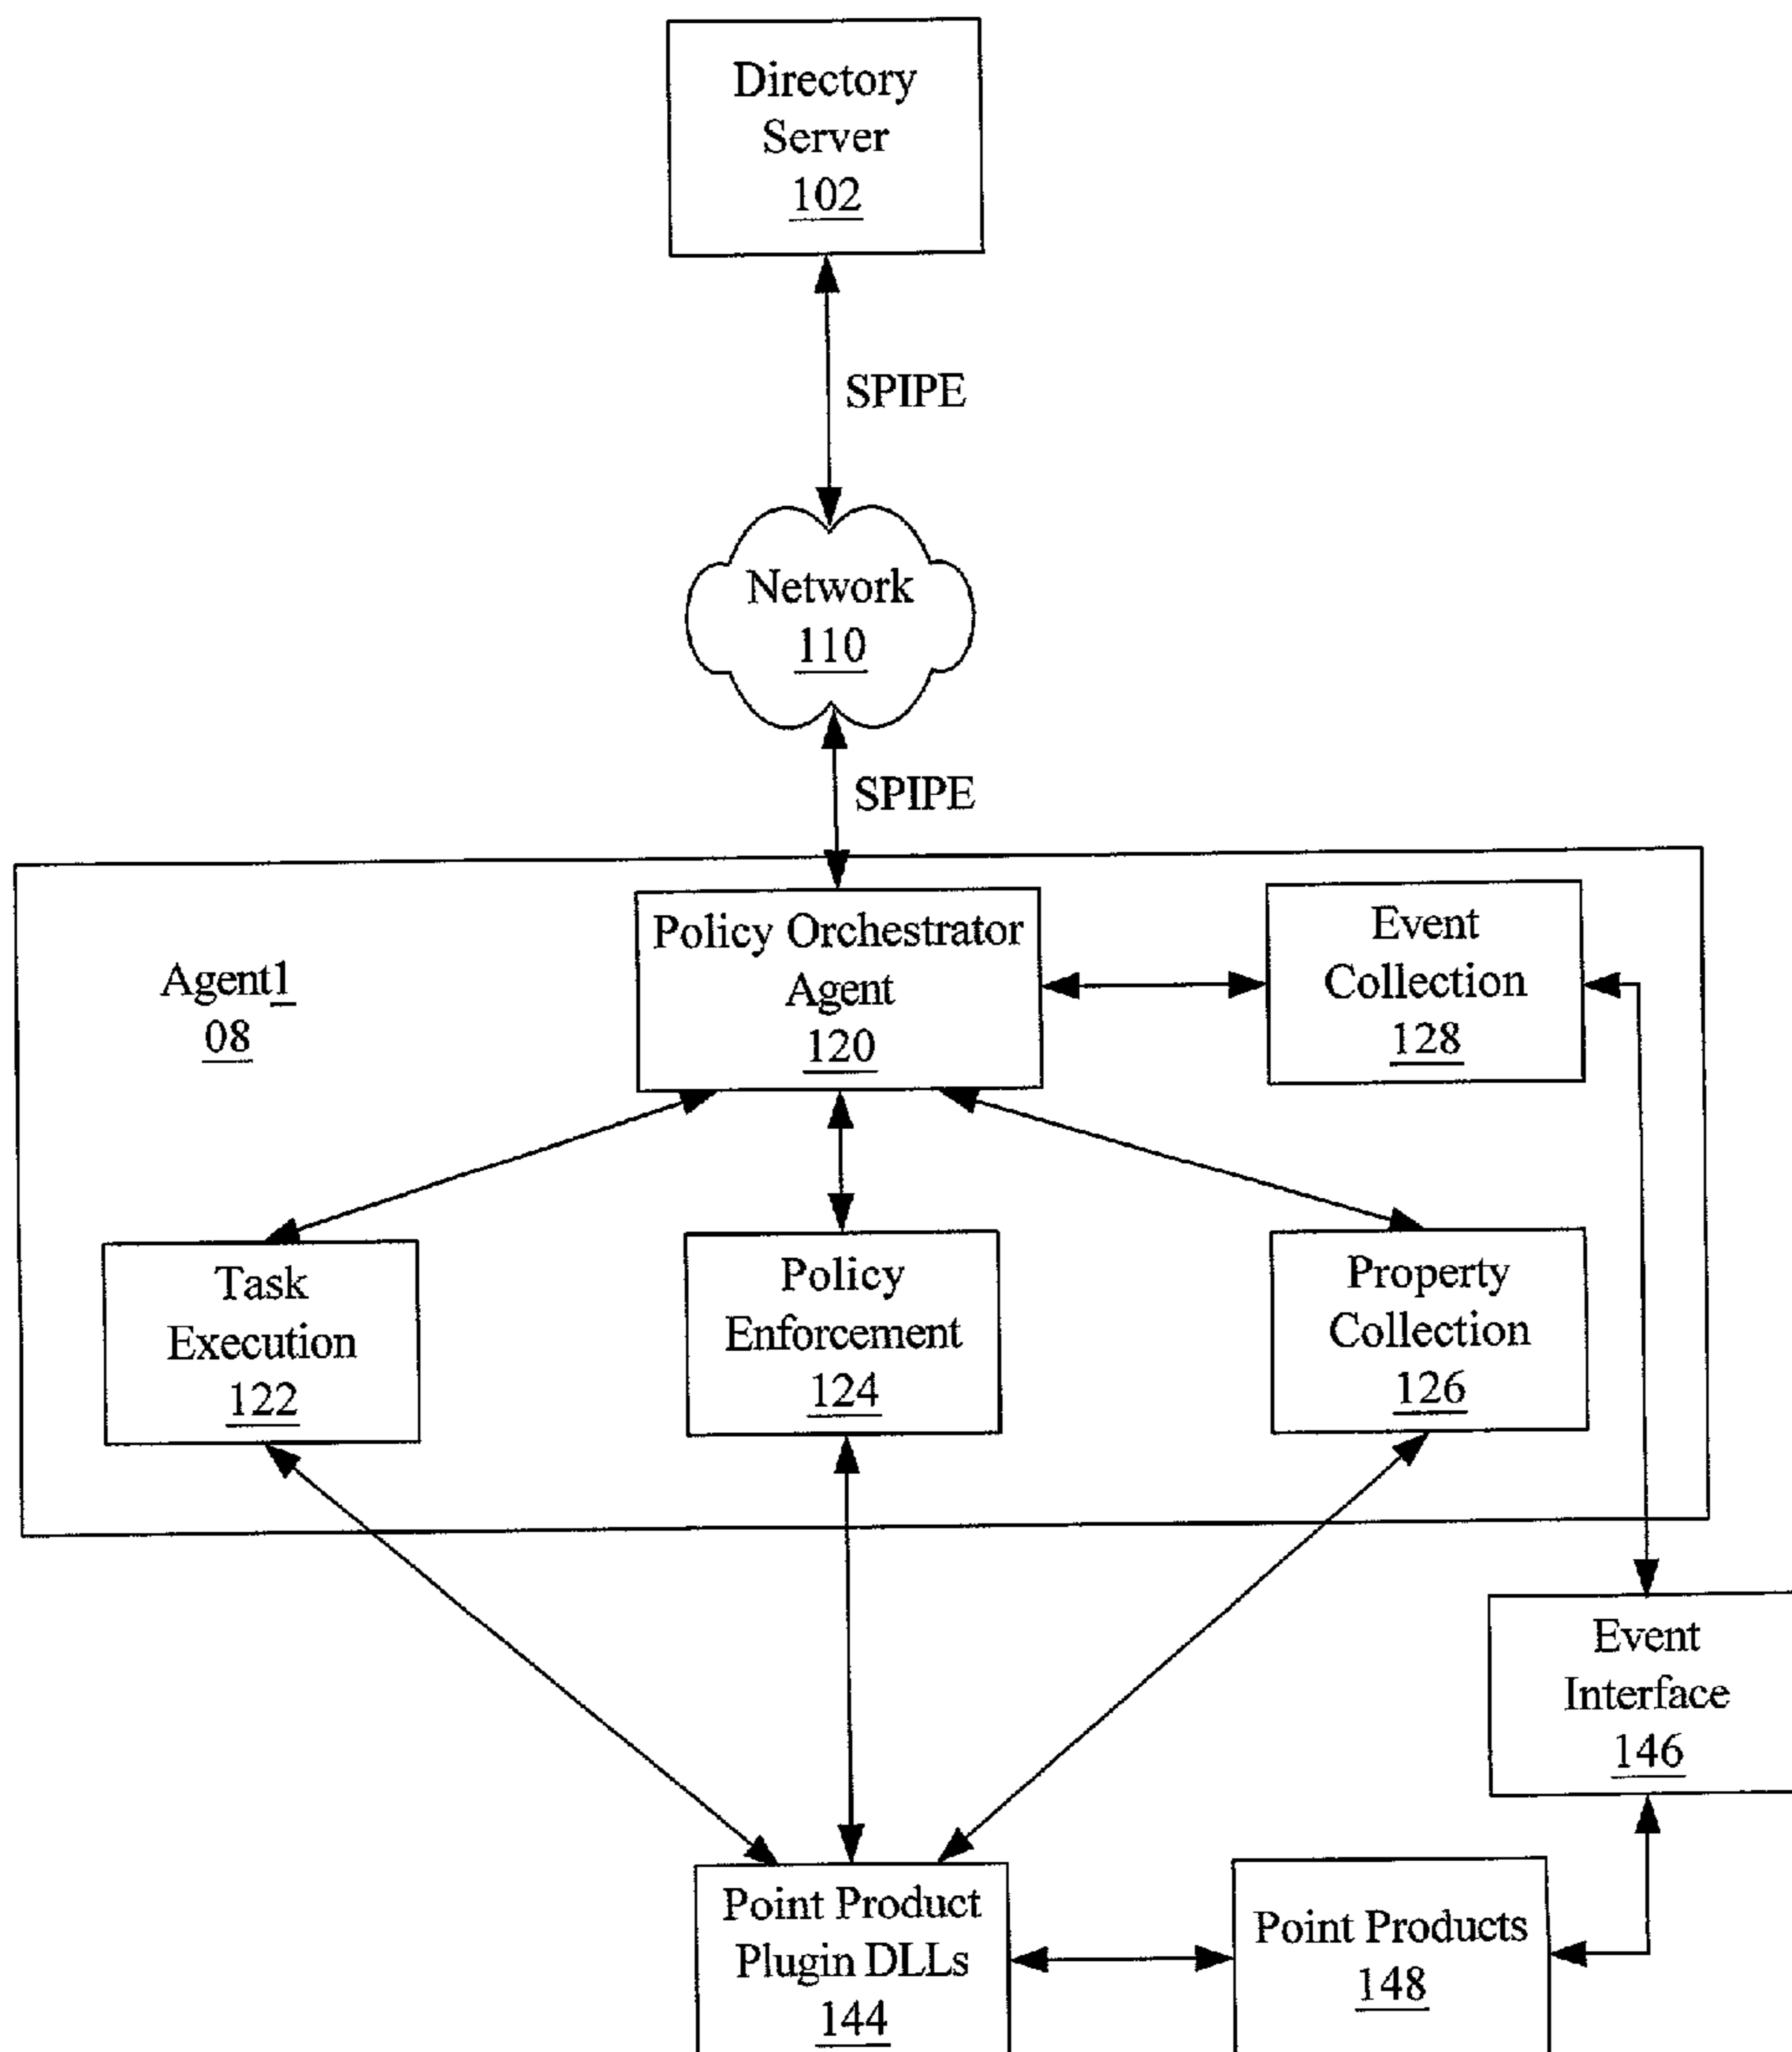 Directory
Server
102
SPIPE
Network
110
SPIPE
Agent1
08
Policy Orchestrator
Agent
120
Event
Collection
128
Task
Execution
122
Policy
Enforcement
124
Property
Collection
126
Event
Interface
146
Point Product
Plugin DLLs
144
Point Products
148